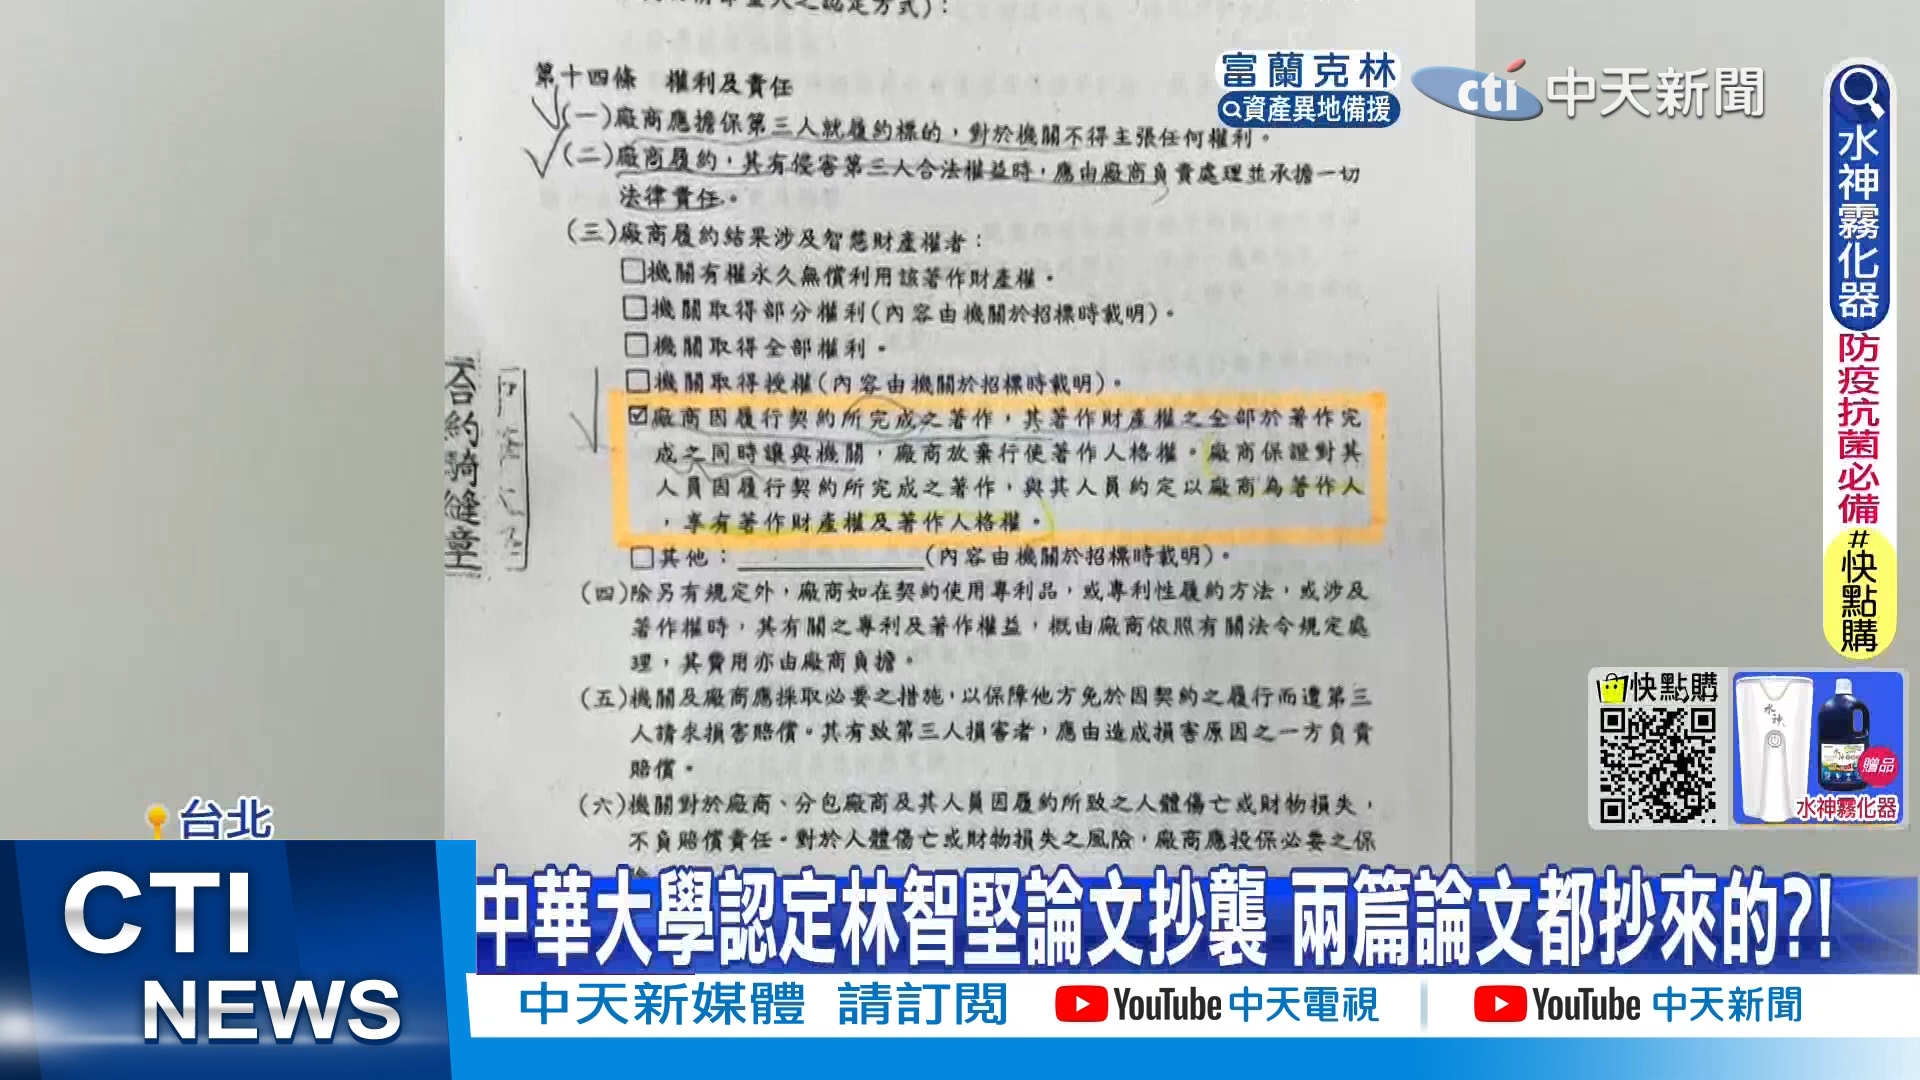 第十四條 權利及責任
(一)廠商應擔保第三人就履約標的，對於機關不得主張任何權利。
(二)廠商履約，其有侵害第三人合法權益時，應由廠商負責處理並承擔一切
法律責任。
(三)廠商履約結果涉及智慧財產權者：
□機關有權永久無償利用該著作財產權。
□機關取得部分權利(內容由機關於招標時載明)。
□機關取得全部權利。
□機關取得授權(內容由機關於招標時載明)。
☑廠商因履行契約所完成之著作，其著作財產權之全部於著作完
成之同時讓與機關，廠商放棄行使著作人格權。廠商保證對其
人員因履行契約所完成之著作，與其人員約定以廠商為著作人
，享有著作財產權及著作人格權。
□其他：＿＿＿＿＿＿(內容由機關於招標時載明)。
(四)除另有規定外，廠商如在契約使用專利品，或專利性履約方法，或涉及
著作權時，其有關之專利及著作權益，概由廠商依照有關法令規定處
理，其費用亦由廠商負擔。
(五)機關及廠商應採取必要之措施，以保障他方免於因契約之履行而遭第三
人請求損害賠償。其有致第三人損害者，應由造成損害原因之一方負責
賠償。
(六)機關對於廠商、分包廠商及其人員因履約所致之人體傷亡或財物損失，
不負賠償責任。對於人體傷亡或財物損失之風險，廠商應投保必要之保
合約騎縫章
富蘭克林
資產異地備援
cti 中天新聞
水神霧化器
防疫抗菌必備
#快點購
快點購
水神
贈品
水神霧化器
台北
CTI
NEWS
中華大學認定林智堅論文抄襲 兩篇論文都抄來的?!
中天新媒體 請訂閱 YouTube 中天電視 | YouTube 中天新聞